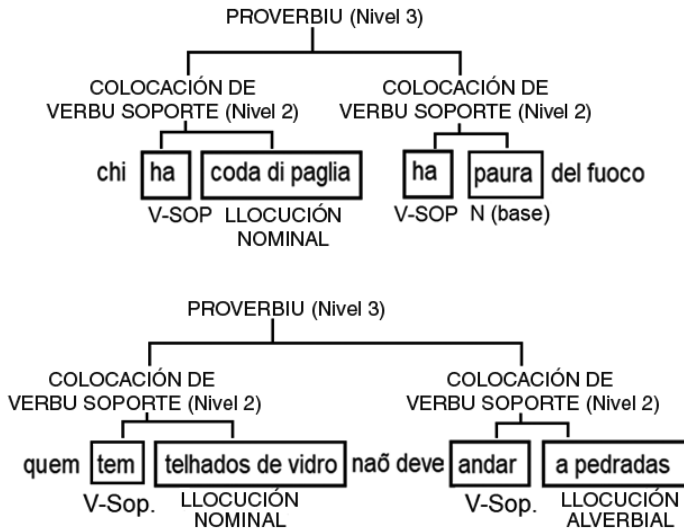 PROVERBIU (Nivel 3)
COLOCACIÓN DE VERBU SOPORTE (Nivel 2)
COLOCACIÓN DE VERBU SOPORTE (Nivel 2)
chi ha coda di paglia ha paura del fuoco
V-SOP LLOCUCIÓN NOMINAL V-SOP N (base)
PROVERBIU (Nivel 3)
COLOCACIÓN DE VERBU SOPORTE (Nivel 2)
COLOCACIÓN DE VERBU SOPORTE (Nivel 2)
quem tem telhados de vidro naõ deve andar a pedradas
V-Sop. LLOCUCIÓN NOMINAL V-Sop. LLOCUCIÓN ALVERBIAL